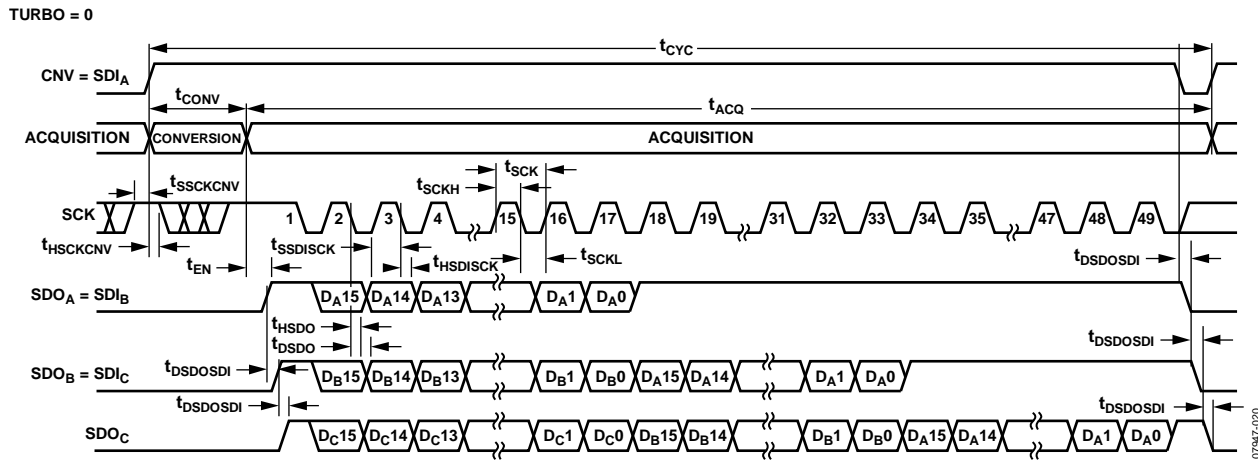 TURBO = 0
tCYC
CNV = SDIA
tCONV
tACQ
ACQUISITION CONVERSION ACQUISITION
tSSCKCNV
tSCK
tSCKH
SCK 1 2 3 4 15 16 17 18 19 31 32 33 34 35 47 48 49
tHSCKCNV
tSSDISCK
tHSDISCK
tSCKL
tEN
tDSDOSDI
SDOA = SDIB DA15 DA14 DA13 DA1 DA0
tHSDO
tDSDO
tDSDOSDI
tDSDOSDI
SDOB = SDIC DB15 DB14 DB13 DB1 DB0 DA15 DA14 DA1 DA0
tDSDOSDI
tDSDOSDI
SDOC DC15 DC14 DC13 DC1 DC0 DB15 DB14 DB1 DB0 DA15 DA14 DA1 DA0
07947-020